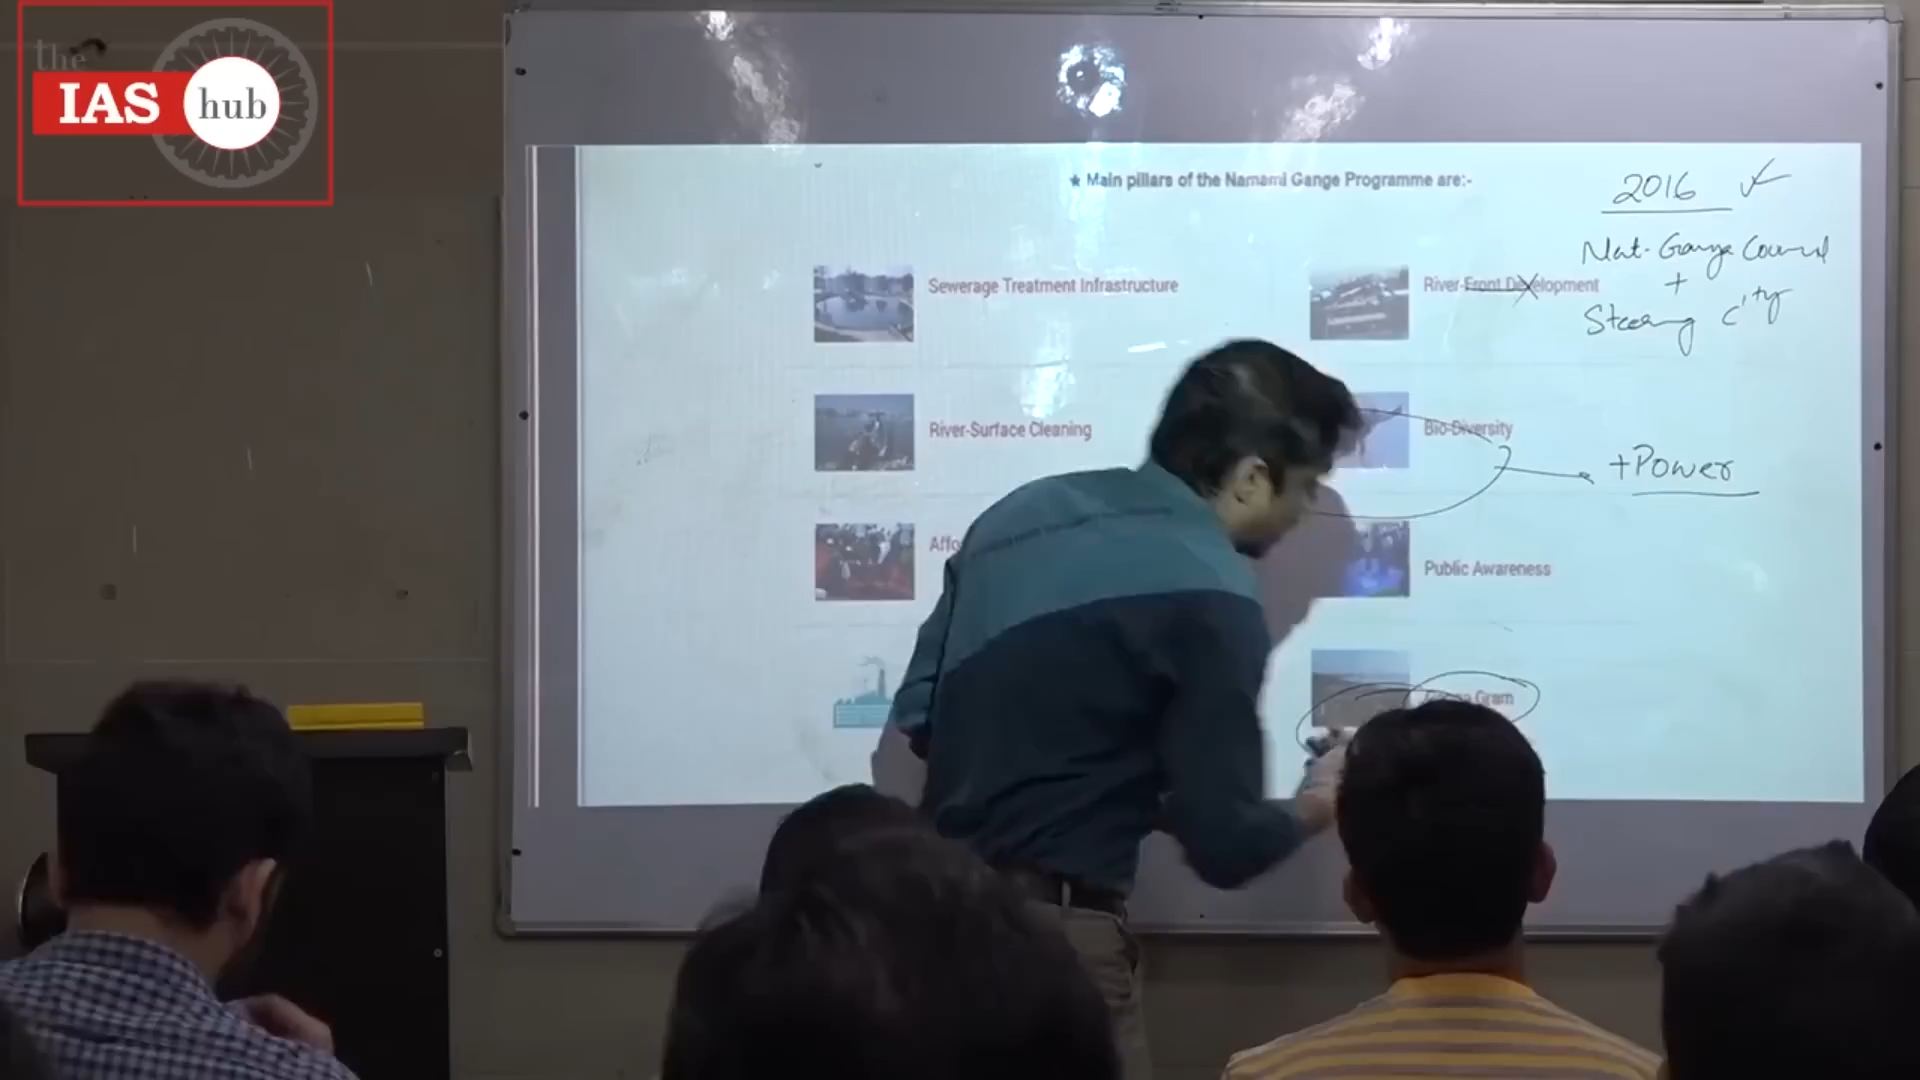 the
IAS hub
★ Main pillars of the Namami Gange Programme are:-
2016
Nat. Ganga Council
+
Sewerage Treatment Infrastructure
River-Front Development
River-Surface Cleaning
Bio-Diversity
+Power
Public Awareness
Gram